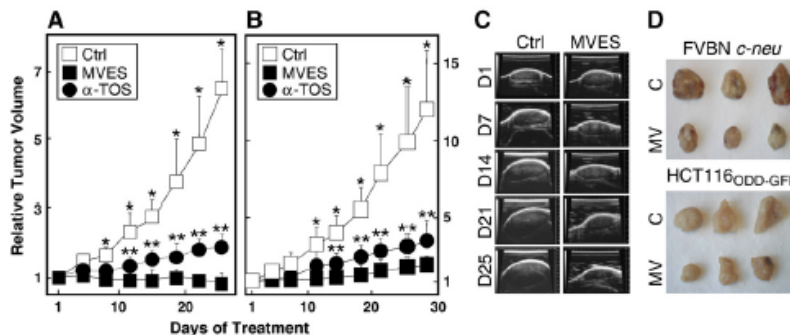 A
B
C
D
Ctrl
MVES
α-TOS
Ctrl
MVES
α-TOS
Relative Tumor Volume
7
5
3
1
15
10
5
1
* * * * * *
** ** ** ** **
* * * * * *
** ** ** ** **
1 10 20
1 10 20 30
Days of Treatment
Ctrl MVES
D1
D7
D14
D21
D25
FVBN c-neu
C
MV
HCT116ODD-GF
C
MV